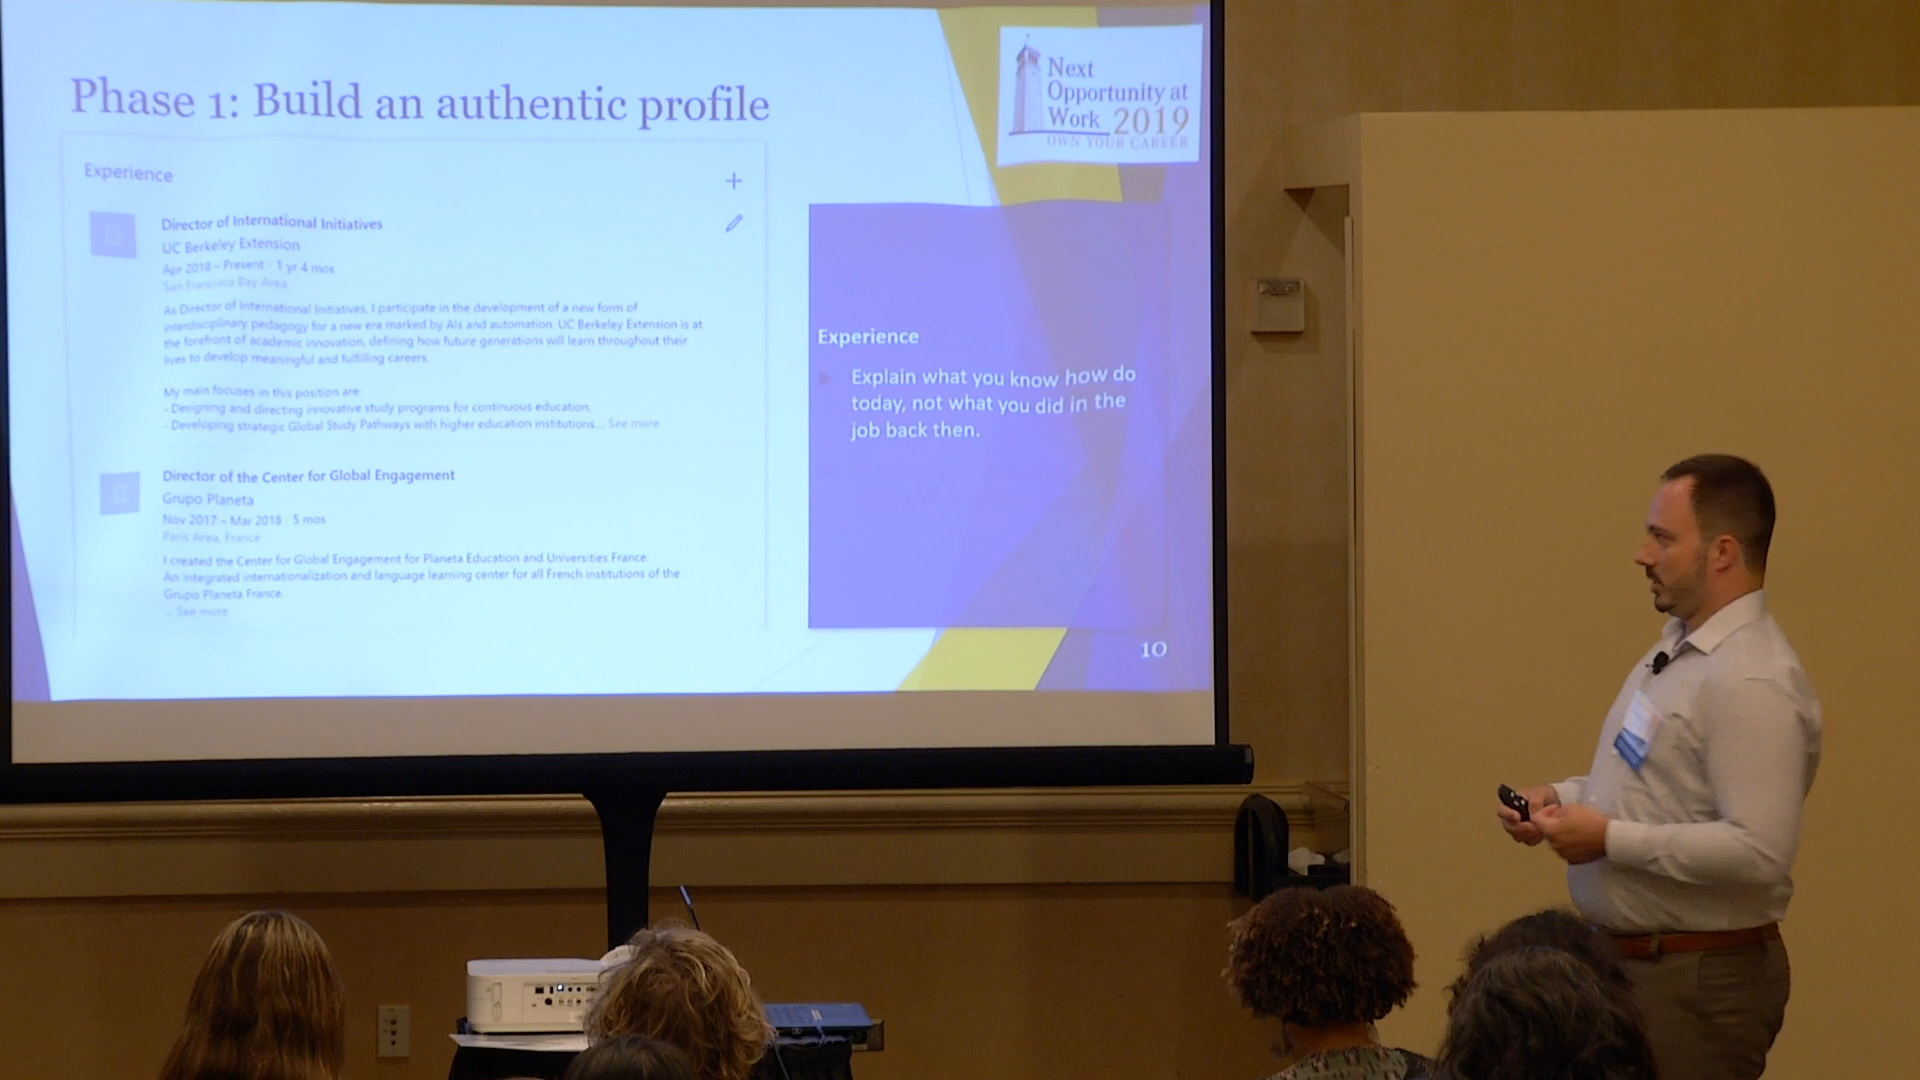 Phase 1: Build an authentic profile
Next
Opportunity at
Work 2019
OWN YOUR CAREER
Experience
Director of International Initiatives
UC Berkeley Extension
Apr 2018 – Present · 1 yr 4 mos
San Francisco Bay Area
As Director of International Initiatives, I participate in the development of a new form of
interdisciplinary pedagogy for a new era marked by AIs and automation. UC Berkeley Extension is at
the forefront of academic innovation, defining how future generations will learn throughout their
lives to develop meaningful and fulfilling careers.
My main focuses in this position are:
- Designing and directing innovative study programs for continuous education.
- Developing strategic Global Study Pathways with higher education institutions... See more
Director of the Center for Global Engagement
Grupo Planeta
Nov 2017 – Mar 2018 · 5 mos
Paris Area, France
I created the Center for Global Engagement for Planeta Education and Universities France:
An integrated internationalization and language learning center for all French institutions of the
Grupo Planeta France.
... See more
Experience
Explain what you know how do
today, not what you did in the
job back then.
10